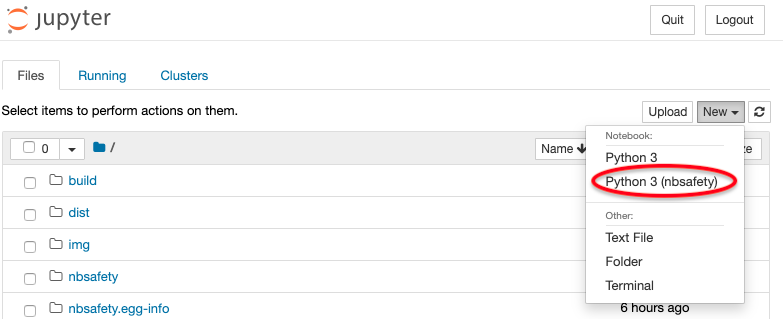 jupyter
Quit
Logout
Files
Running
Clusters
Select items to perform actions on them.
Upload
New
0
/
Name
Notebook:
Python 3
Python 3 (nbsafety)
Other:
Text File
Folder
Terminal
build
dist
img
nbsafety
nbsafety.egg-info
6 hours ago